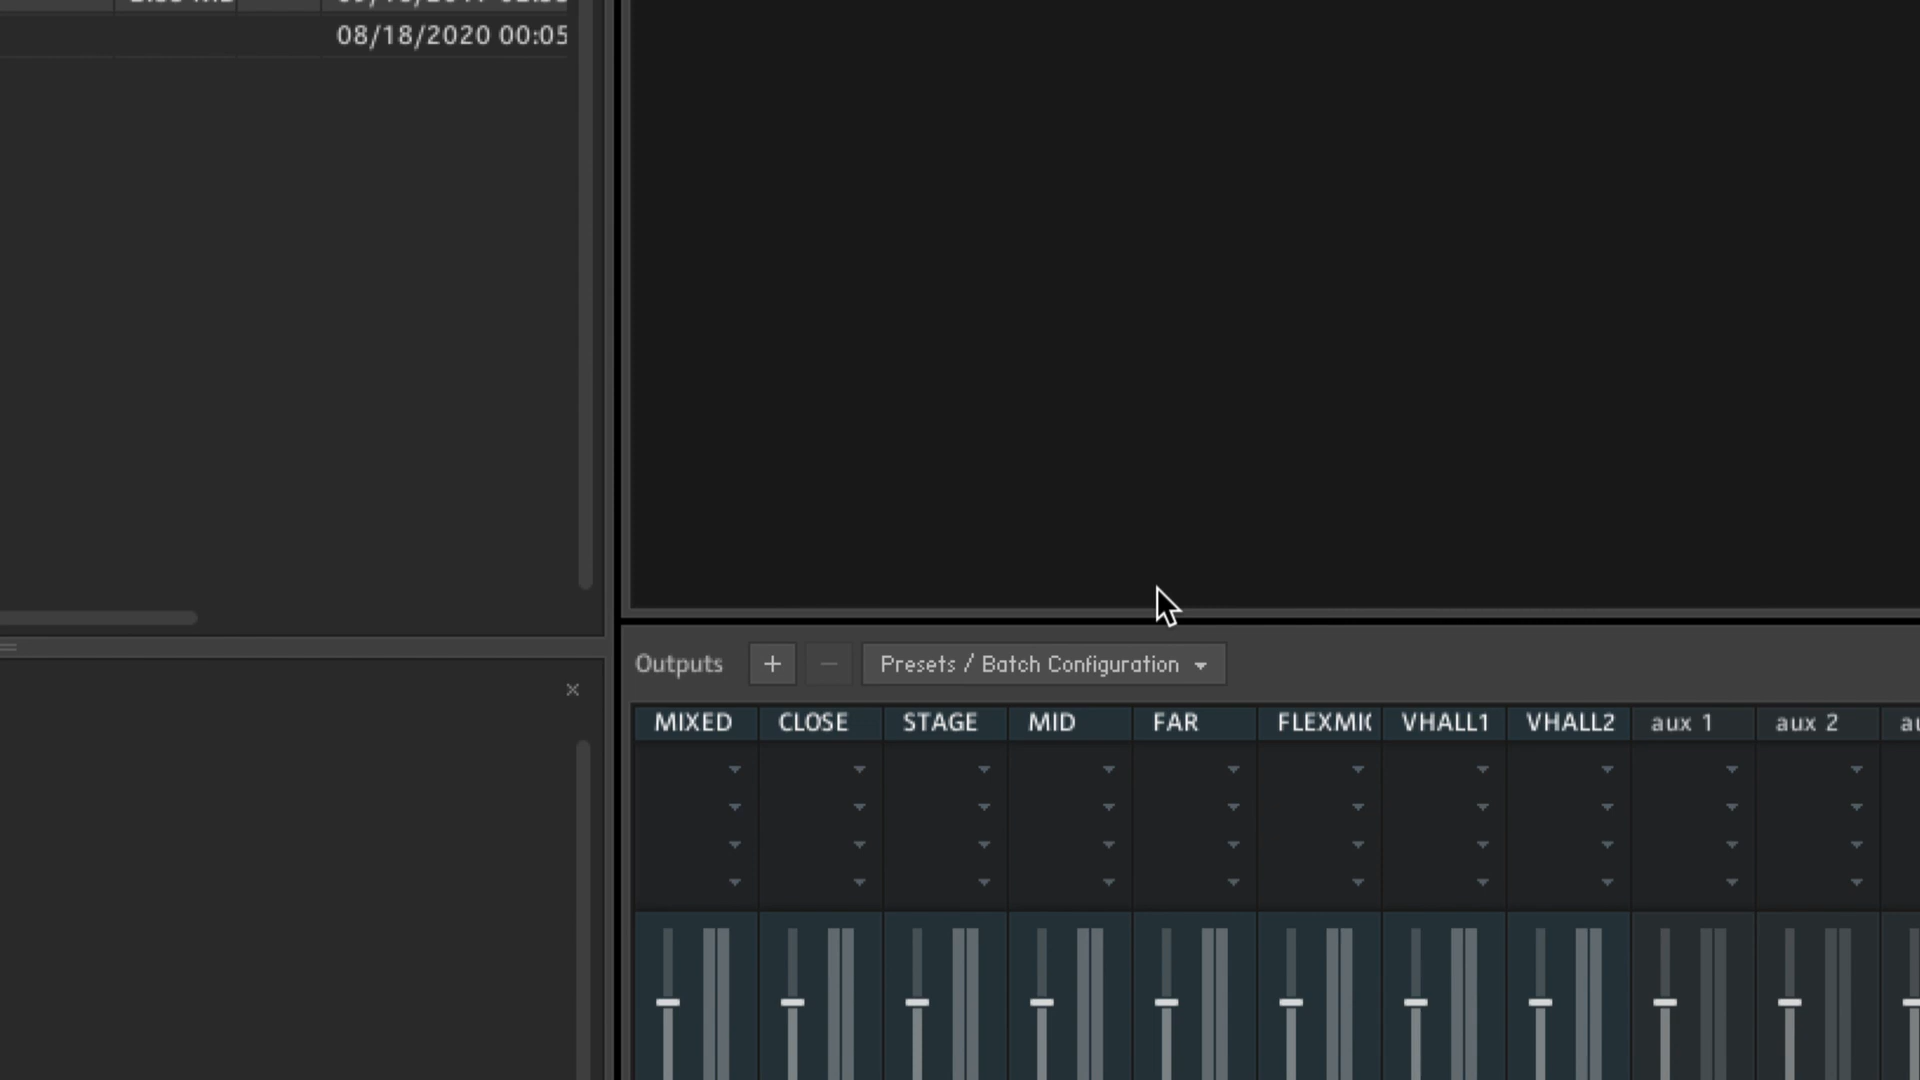 08/18/2020 00:05
Outputs + − Presets / Batch Configuration
MIXED CLOSE STAGE MID FAR FLEXMI VHALL1 VHALL2 aux 1 aux 2